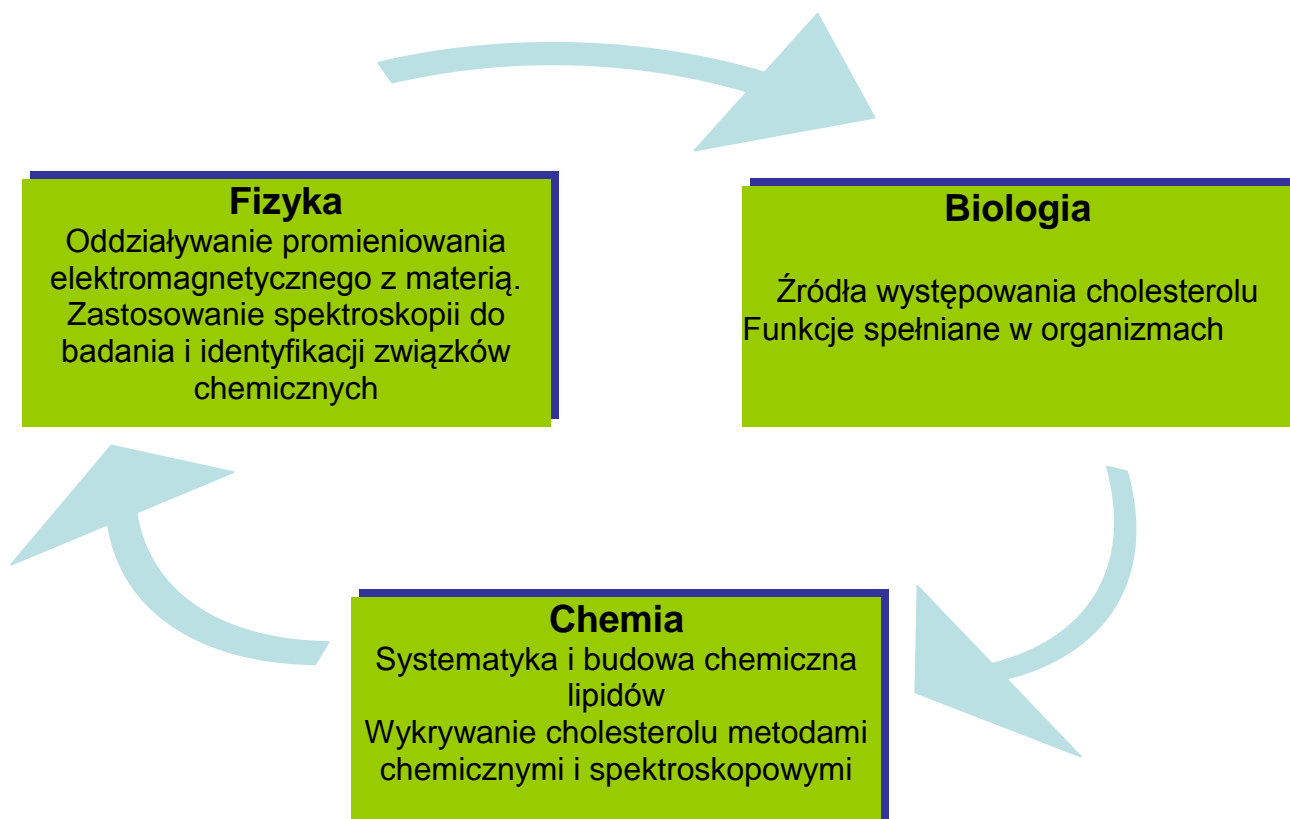 Fizyka
Oddziaływanie promieniowania
elektromagnetycznego z materią.
Zastosowanie spektroskopii do
badania i identyfikacji związków
chemicznych
Biologia
Źródła występowania cholesterolu
Funkcje spełniane w organizmach
Chemia
Systematyka i budowa chemiczna
lipidów
Wykrywanie cholesterolu metodami
chemicznymi i spektroskopowymi